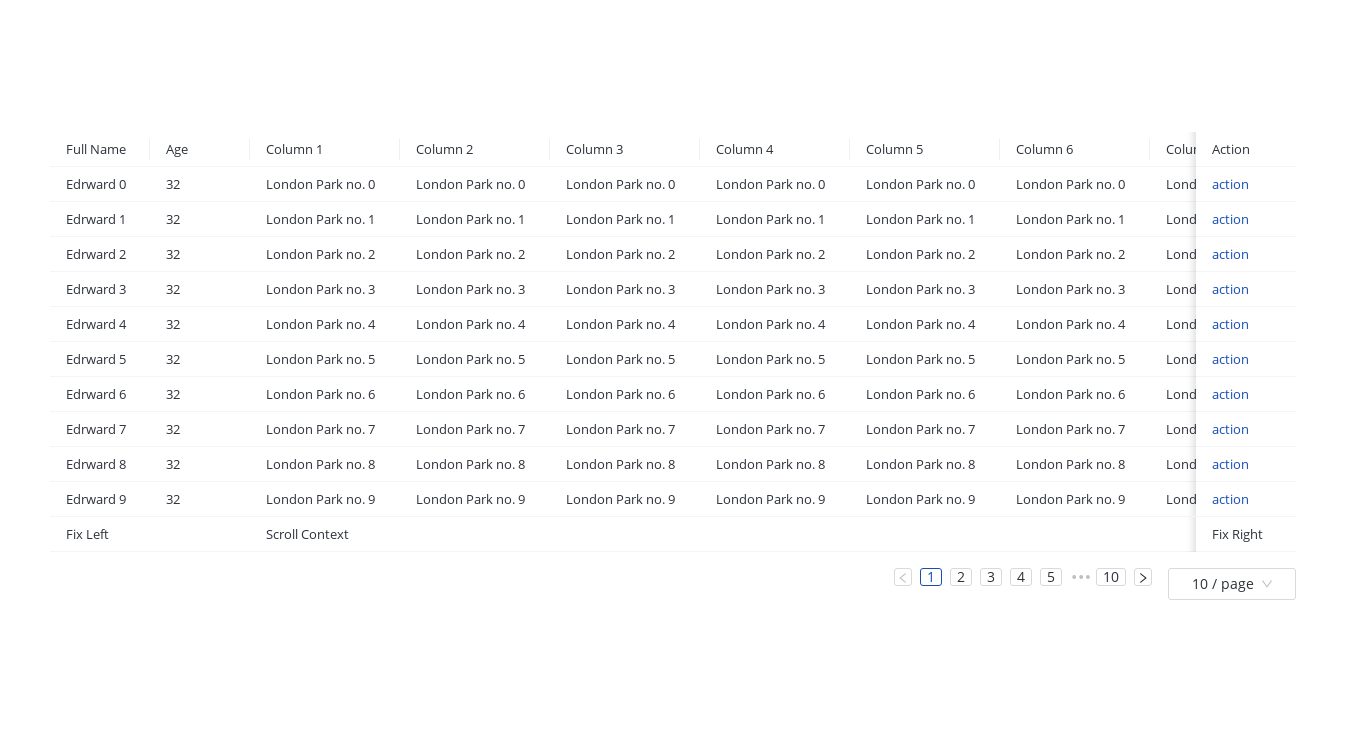 Full Name Age Column 1 Column 2 Column 3 Column 4 Column 5 Column 6 Action
Edrward 0 32 London Park no. 0 London Park no. 0 London Park no. 0 London Park no. 0 London Park no. 0 London Park no. 0 Lond action
Edrward 1 32 London Park no. 1 London Park no. 1 London Park no. 1 London Park no. 1 London Park no. 1 London Park no. 1 Lond action
Edrward 2 32 London Park no. 2 London Park no. 2 London Park no. 2 London Park no. 2 London Park no. 2 London Park no. 2 Lond action
Edrward 3 32 London Park no. 3 London Park no. 3 London Park no. 3 London Park no. 3 London Park no. 3 London Park no. 3 Lond action
Edrward 4 32 London Park no. 4 London Park no. 4 London Park no. 4 London Park no. 4 London Park no. 4 London Park no. 4 Lond action
Edrward 5 32 London Park no. 5 London Park no. 5 London Park no. 5 London Park no. 5 London Park no. 5 London Park no. 5 Lond action
Edrward 6 32 London Park no. 6 London Park no. 6 London Park no. 6 London Park no. 6 London Park no. 6 London Park no. 6 Lond action
Edrward 7 32 London Park no. 7 London Park no. 7 London Park no. 7 London Park no. 7 London Park no. 7 London Park no. 7 Lond action
Edrward 8 32 London Park no. 8 London Park no. 8 London Park no. 8 London Park no. 8 London Park no. 8 London Park no. 8 Lond action
Edrward 9 32 London Park no. 9 London Park no. 9 London Park no. 9 London Park no. 9 London Park no. 9 London Park no. 9 Lond action
Fix Left Scroll Context Fix Right
1 2 3 4 5 ••• 10 10 / page